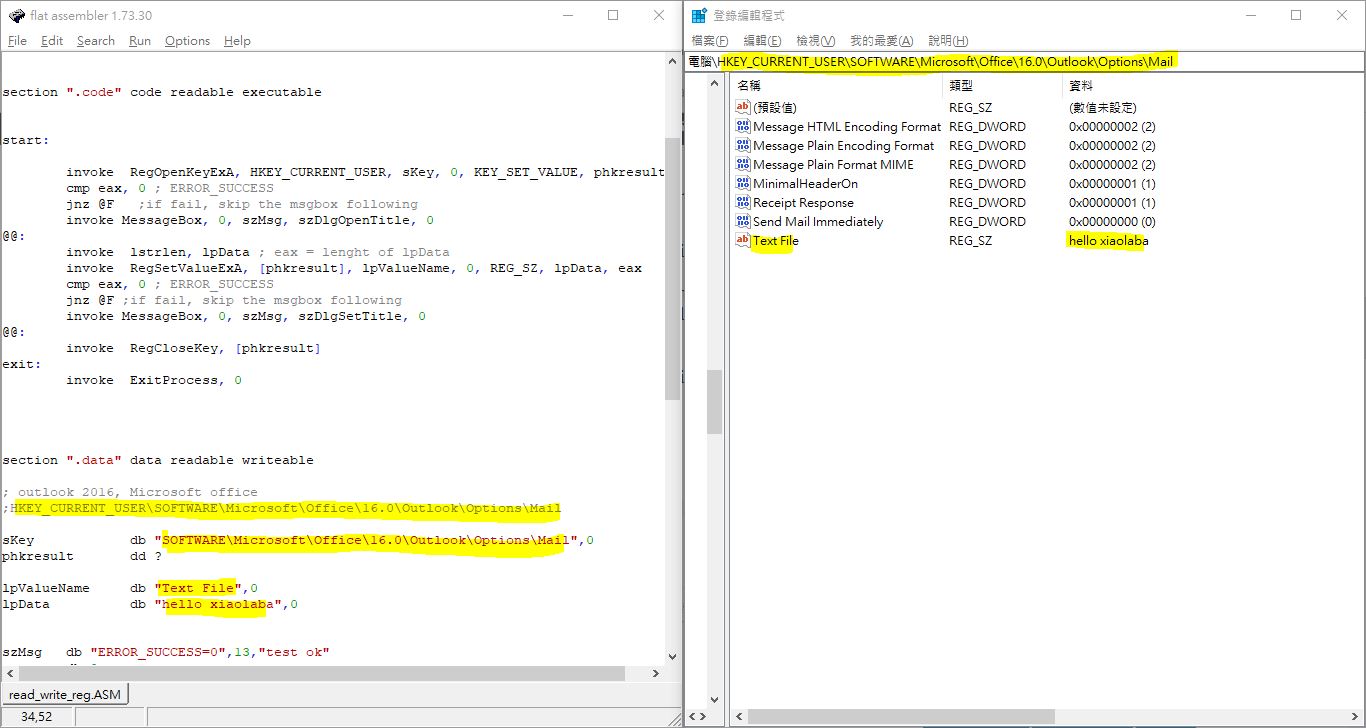 flat assembler 1.73.30
File Edit Search Run Options Help
section ".code" code readable executable
start:
invoke RegOpenKeyExA, HKEY_CURRENT_USER, sKey, 0, KEY_SET_VALUE, phkresult
cmp eax, 0 ; ERROR_SUCCESS
jnz @F ;if fail, skip the msgbox following
invoke MessageBox, 0, szMsg, szDlgOpenTitle, 0
@@:
invoke lstrlen, lpData ; eax = lenght of lpData
invoke RegSetValueExA, [phkresult], lpValueName, 0, REG_SZ, lpData, eax
cmp eax, 0 ; ERROR_SUCCESS
jnz @F ;if fail, skip the msgbox following
invoke MessageBox, 0, szMsg, szDlgSetTitle, 0
@@:
invoke RegCloseKey, [phkresult]
exit:
invoke ExitProcess, 0
section ".data" data readable writeable
; outlook 2016, Microsoft office
;HKEY_CURRENT_USER\SOFTWARE\Microsoft\Office\16.0\Outlook\Options\Mail
sKey db "SOFTWARE\Microsoft\Office\16.0\Outlook\Options\Mail",0
phkresult dd ?
lpValueName db "Text File",0
lpData db "hello xiaolaba",0
szMsg db "ERROR_SUCCESS=0",13,"test ok"
read_write_reg.ASM
34,52
登錄編輯程式
檔案(F) 編輯(E) 檢視(V) 我的最愛(A) 說明(H)
電腦\HKEY_CURRENT_USER\SOFTWARE\Microsoft\Office\16.0\Outlook\Options\Mail
名稱 類型 資料
(預設值) REG_SZ (數值未設定)
Message HTML Encoding Format REG_DWORD 0x00000002 (2)
Message Plain Encoding Format REG_DWORD 0x00000002 (2)
Message Plain Format MIME REG_DWORD 0x00000002 (2)
MinimalHeaderOn REG_DWORD 0x00000001 (1)
Receipt Response REG_DWORD 0x00000001 (1)
Send Mail Immediately REG_DWORD 0x00000000 (0)
Text File REG_SZ hello xiaolaba